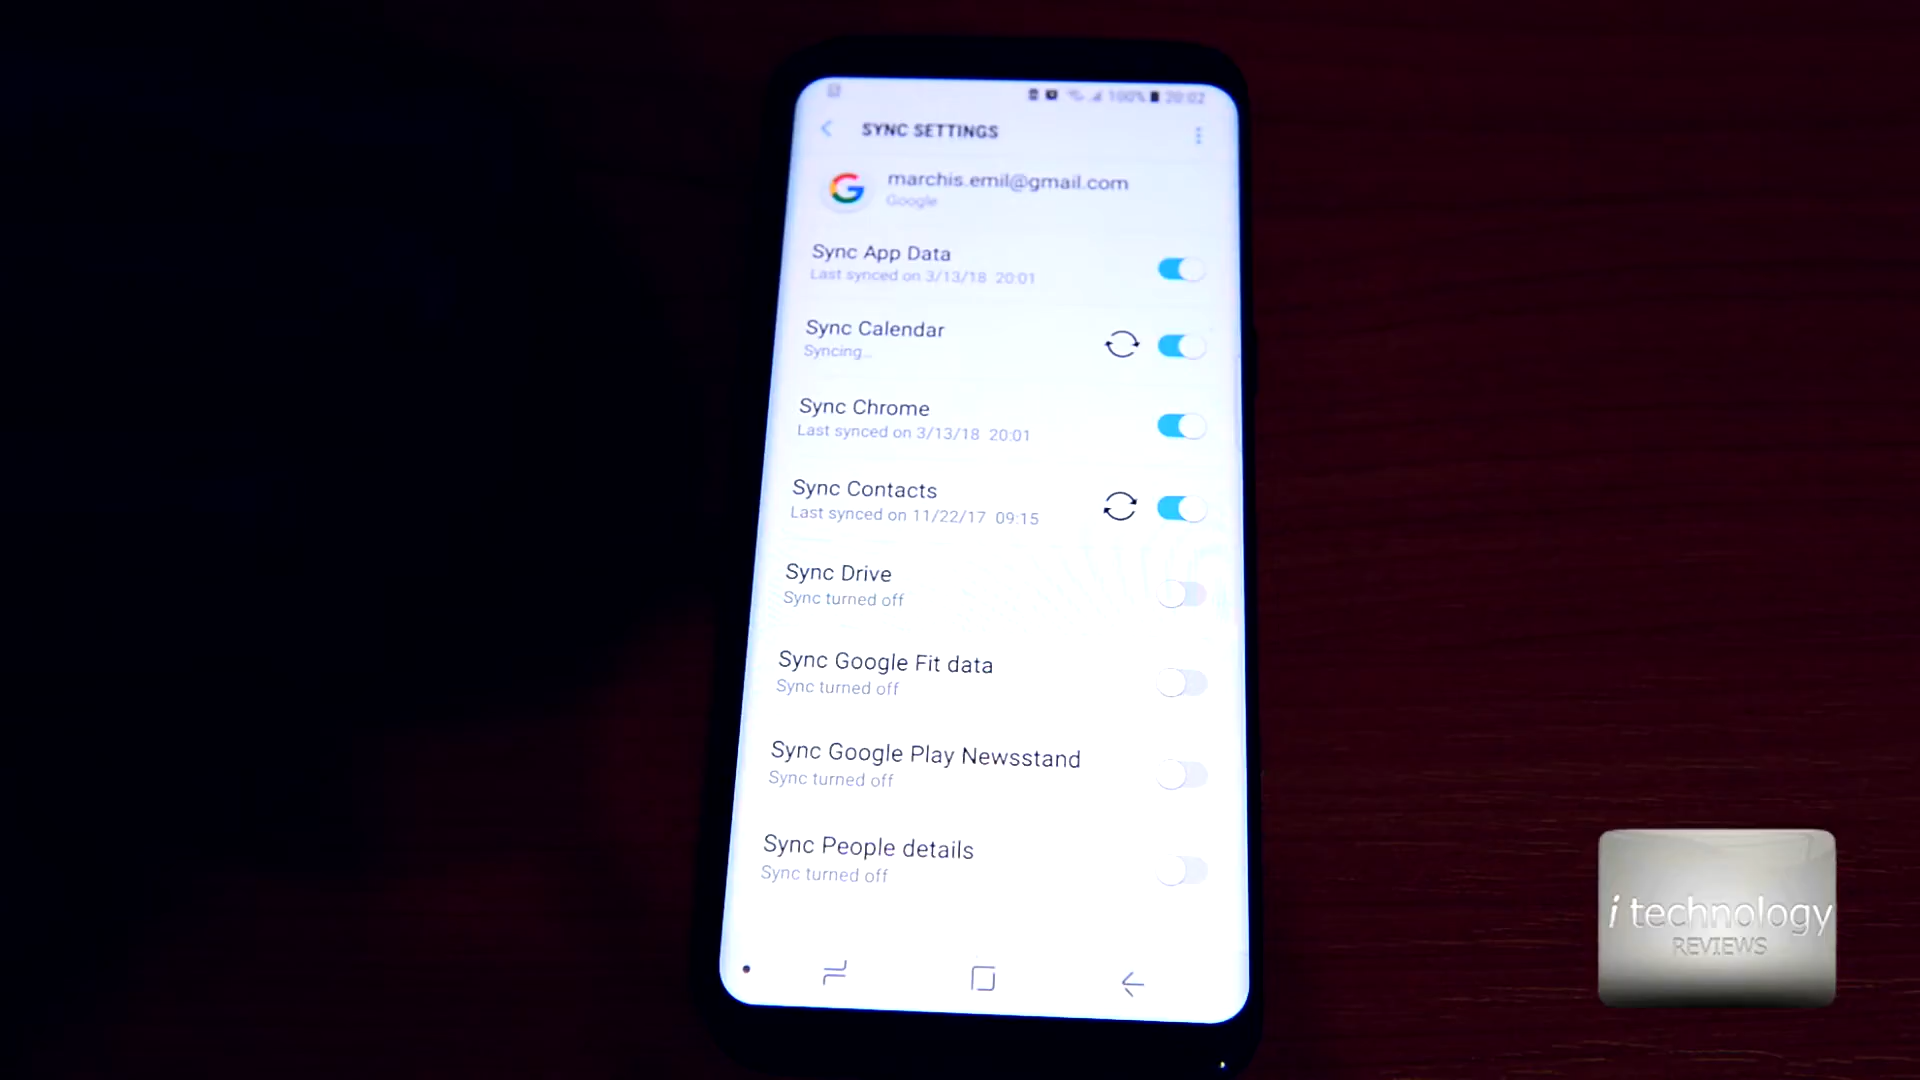 100% 20:02
SYNC SETTINGS
marchis.emil@gmail.com
Google
Sync App Data
Last synced on 3/13/18 20:01
Sync Calendar
Syncing...
Sync Chrome
Last synced on 3/13/18 20:01
Sync Contacts
Last synced on 11/22/17 09:15
Sync Drive
Sync turned off
Sync Google Fit data
Sync turned off
Sync Google Play Newsstand
Sync turned off
Sync People details
Sync turned off
i technology
REVIEWS